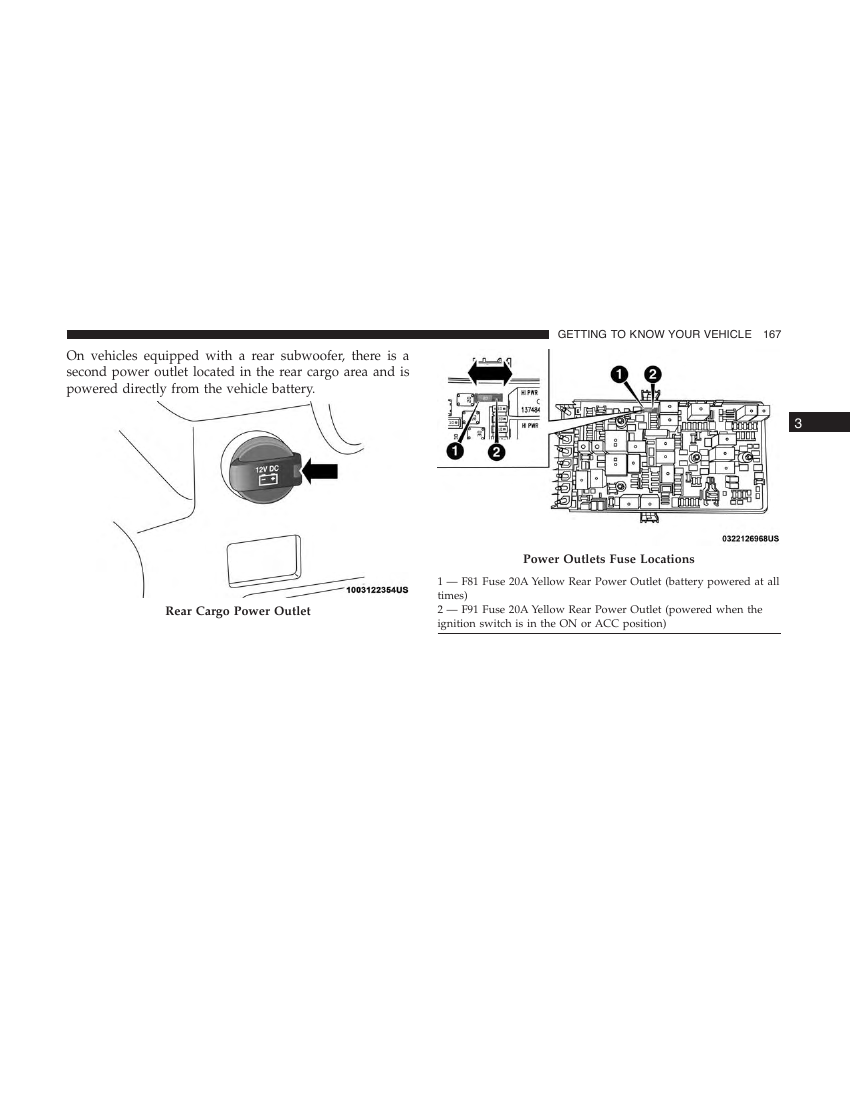 GETTING TO KNOW YOUR VEHICLE 167
On vehicles equipped with a rear subwoofer, there is a
second power outlet located in the rear cargo area and is
powered directly from the vehicle battery.
12V DC
1003122354US
Rear Cargo Power Outlet
HI PWR
C
137484
HI PWR
1
2
1
2
0322126968US
Power Outlets Fuse Locations
1 — F81 Fuse 20A Yellow Rear Power Outlet (battery powered at all
times)
2 — F91 Fuse 20A Yellow Rear Power Outlet (powered when the
ignition switch is in the ON or ACC position)
3